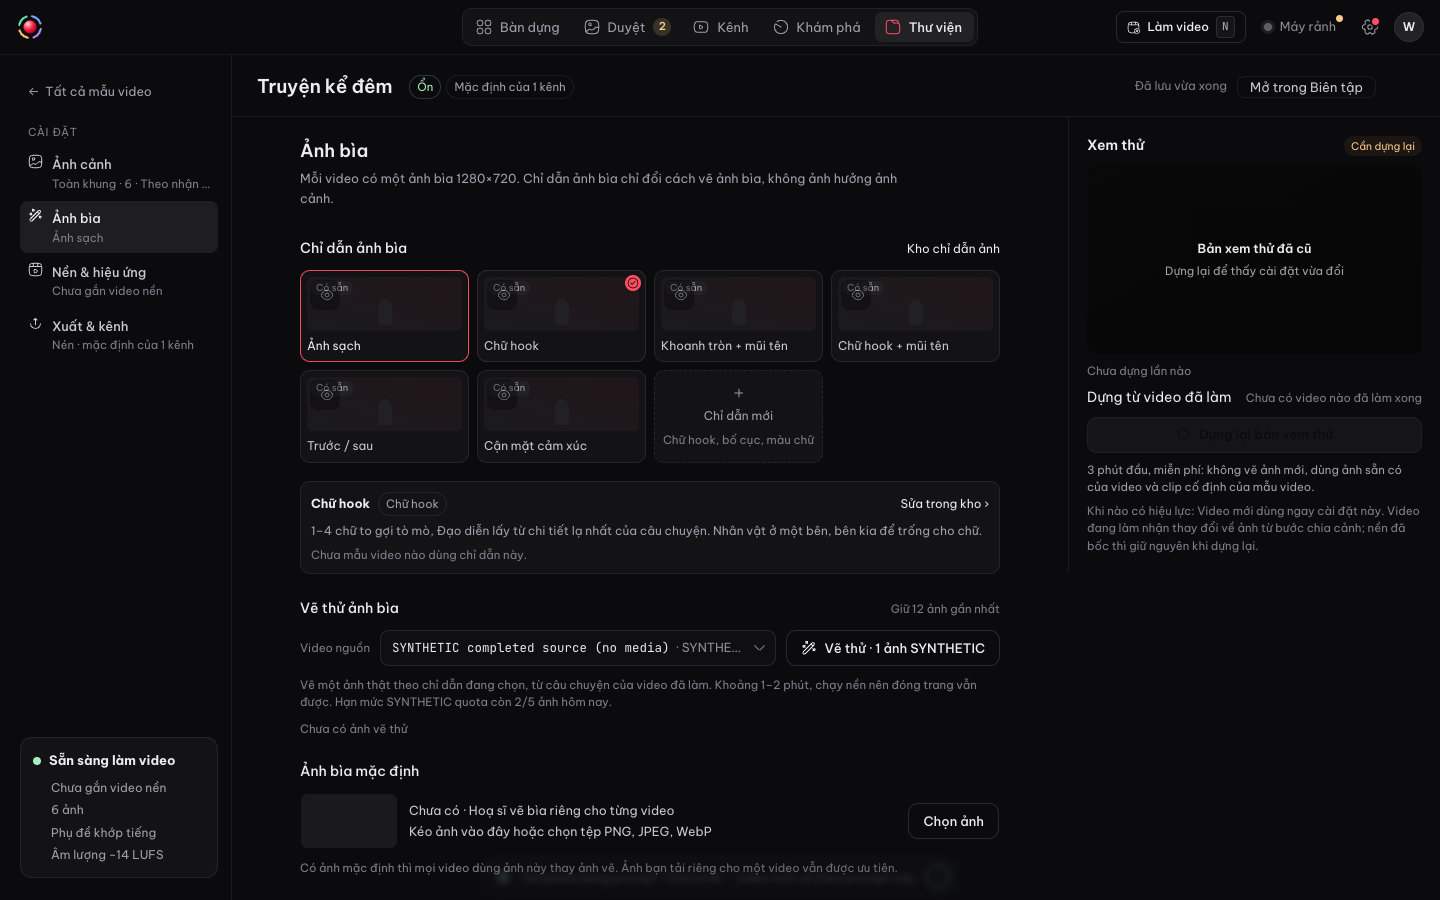 Bàn dựng
Duyệt 2
Kênh
Khám phá
Thư viện
Làm video N
Máy rảnh
W
← Tất cả mẫu video
CÀI ĐẶT
Ảnh cảnh
Toàn khung · 6 · Theo nhận ...
Ảnh bìa
Ảnh sạch
Nền & hiệu ứng
Chưa gắn video nền
Xuất & kênh
Nén · mặc định của 1 kênh
Sẵn sàng làm video
Chưa gắn video nền
6 ảnh
Phụ đề khớp tiếng
Âm lượng -14 LUFS
Truyện kể đêm Ổn Mặc định của 1 kênh
Đã lưu vừa xong Mở trong Biên tập
Ảnh bìa
Mỗi video có một ảnh bìa 1280×720. Chỉ dẫn ảnh bìa chỉ đổi cách vẽ ảnh bìa, không ảnh hưởng ảnh
cảnh.
Chỉ dẫn ảnh bìa Kho chỉ dẫn ảnh
Có sẵn Có sẵn Có sẵn Có sẵn
Ảnh sạch Chữ hook Khoanh tròn + mũi tên Chữ hook + mũi tên
Có sẵn Có sẵn
Trước / sau Cận mặt cảm xúc
+
Chỉ dẫn mới
Chữ hook, bố cục, màu chữ
Chữ hook Chữ hook Sửa trong kho ›
1–4 chữ to gợi tò mò, Đạo diễn lấy từ chi tiết lạ nhất của câu chuyện. Nhân vật ở một bên, bên kia để trống cho chữ.
Chưa mẫu video nào dùng chỉ dẫn này.
Vẽ thử ảnh bìa Giữ 12 ảnh gần nhất
Video nguồn SYNTHETIC completed source (no media) · SYNTHE... Vẽ thử · 1 ảnh SYNTHETIC
Vẽ một ảnh thật theo chỉ dẫn đang chọn, từ câu chuyện của video đã làm. Khoảng 1–2 phút, chạy nền nên đóng trang vẫn
được. Hạn mức SYNTHETIC quota còn 2/5 ảnh hôm nay.
Chưa có ảnh vẽ thử
Ảnh bìa mặc định
Chưa có · Hoạ sĩ vẽ bìa riêng cho từng video
Kéo ảnh vào đây hoặc chọn tệp PNG, JPEG, WebP
Chọn ảnh
Có ảnh mặc định thì mọi video dùng ảnh này thay ảnh vẽ. Ảnh bạn tải riêng cho một video vẫn được ưu tiên.
Xem thử Cần dựng lại
Bản xem thử đã cũ
Dựng lại để thấy cài đặt vừa đổi
Chưa dựng lần nào
Dựng từ video đã làm Chưa có video nào đã làm xong
Dựng lại bản xem thử
3 phút đầu, miễn phí: không vẽ ảnh mới, dùng ảnh sẵn có
của video và clip cố định của mẫu video.
Khi nào có hiệu lực: Video mới dùng ngay cài đặt này. Video
đang làm nhận thay đổi về ảnh từ bước chia cảnh; nền đã
bốc thì giữ nguyên khi dựng lại.